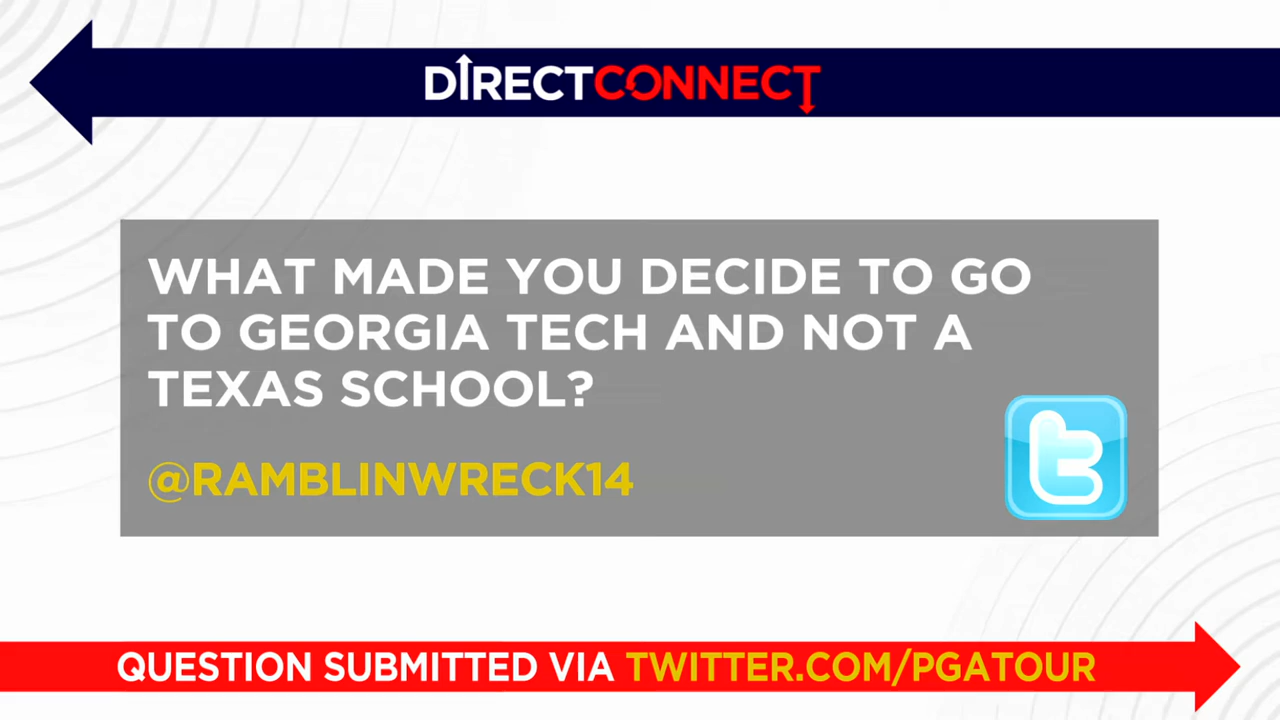 DIRECTCONNECT
WHAT MADE YOU DECIDE TO GO
TO GEORGIA TECH AND NOT A
TEXAS SCHOOL?
@RAMBLINWRECK14
t
QUESTION SUBMITTED VIA TWITTER.COM/PGATOUR